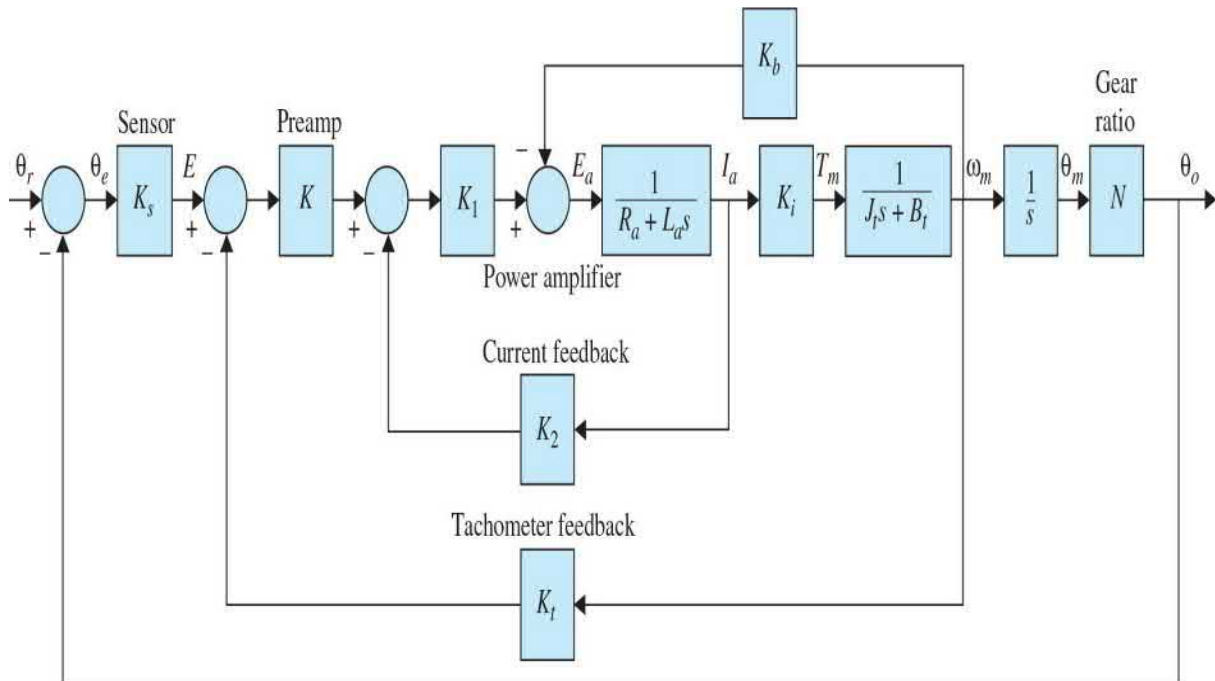 K_b
Gear
ratio
Sensor
Preamp
θ_r
θ_e
E
E_a
I_a
T_m
ω_m
θ_m
θ_o
+
−
K_s
+
−
K
+
−
K_1
+
−
1
R_a + L_a s
K_i
1
J_t s + B_t
1
s
N
Power amplifier
Current feedback
K_2
Tachometer feedback
K_t